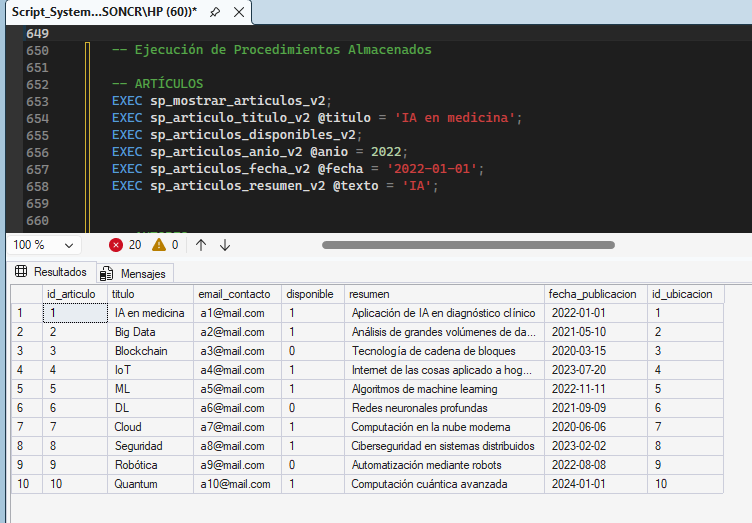 Script_System...SONCR\HP (60))*
649
650 -- Ejecución de Procedimientos Almacenados
651
652 -- ARTÍCULOS
653 EXEC sp_mostrar_articulos_v2;
654 EXEC sp_articulo_titulo_v2 @titulo = 'IA en medicina';
655 EXEC sp_articulos_disponibles_v2;
656 EXEC sp_articulos_anio_v2 @anio = 2022;
657 EXEC sp_articulos_fecha_v2 @fecha = '2022-01-01';
658 EXEC sp_articulos_resumen_v2 @texto = 'IA';
659
660
100 % 20 0
Resultados Mensajes
id_articulo titulo email_contacto disponible resumen fecha_publicacion id_ubicacion
1 1 IA en medicina a1@mail.com 1 Aplicación de IA en diagnóstico clínico 2022-01-01 1
2 2 Big Data a2@mail.com 1 Análisis de grandes volúmenes de da... 2021-05-10 2
3 3 Blockchain a3@mail.com 0 Tecnología de cadena de bloques 2020-03-15 3
4 4 IoT a4@mail.com 1 Internet de las cosas aplicado a hog... 2023-07-20 4
5 5 ML a5@mail.com 1 Algoritmos de machine learning 2022-11-11 5
6 6 DL a6@mail.com 0 Redes neuronales profundas 2021-09-09 6
7 7 Cloud a7@mail.com 1 Computación en la nube moderna 2020-06-06 7
8 8 Seguridad a8@mail.com 1 Ciberseguridad en sistemas distribuidos 2023-02-02 8
9 9 Robótica a9@mail.com 0 Automatización mediante robots 2022-08-08 9
10 10 Quantum a10@mail.com 1 Computación cuántica avanzada 2024-01-01 10